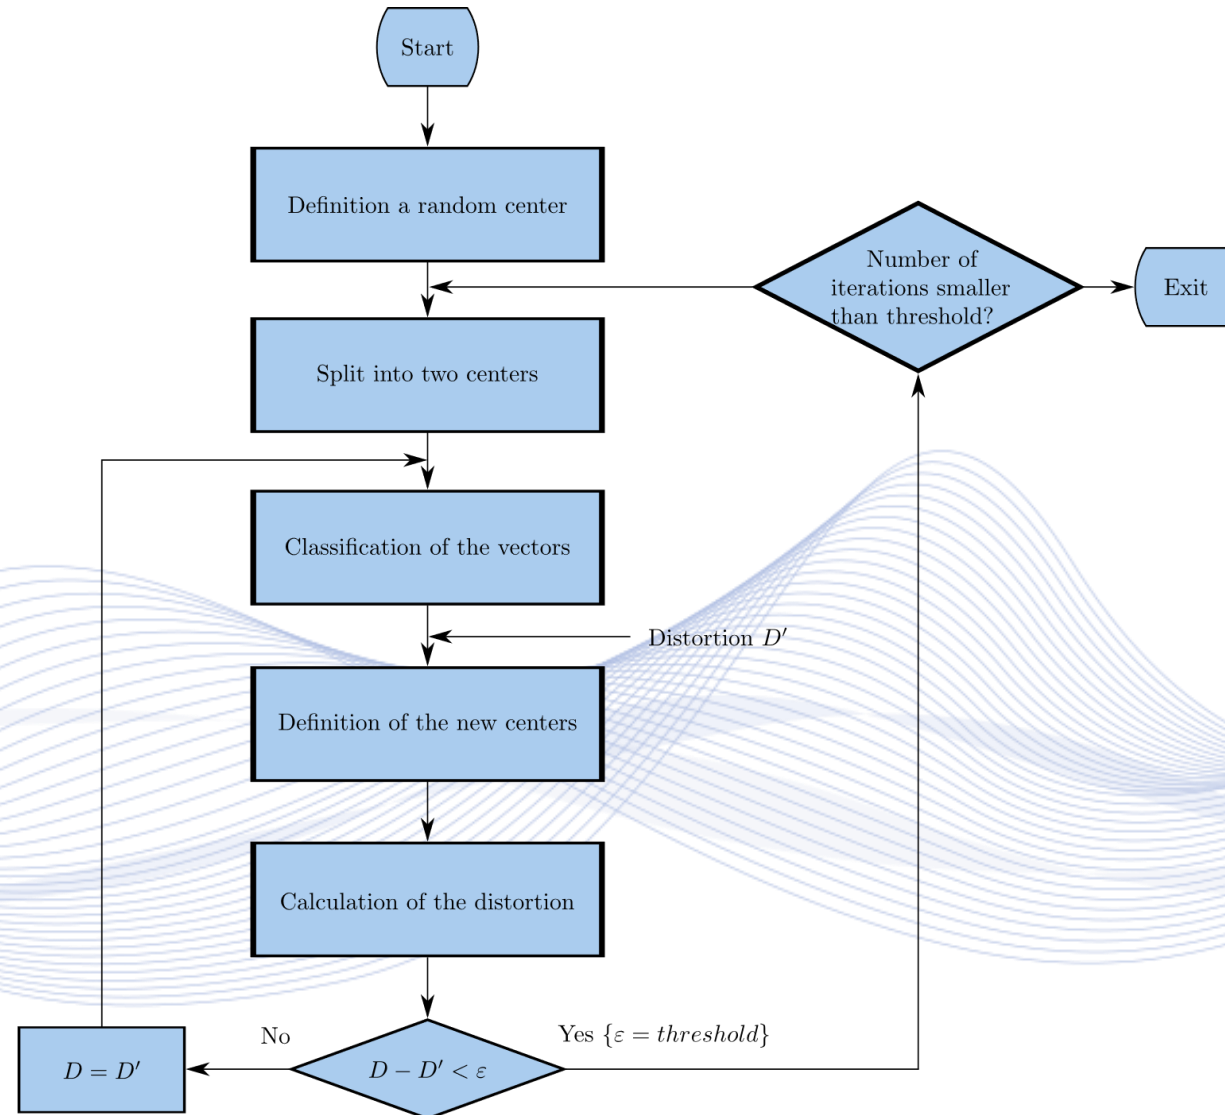 Start
Definition a random center
Number of
iterations smaller
than threshold?
Exit
Split into two centers
Classification of the vectors
Distortion D′
Definition of the new centers
Calculation of the distortion
No
Yes {ε = threshold}
D = D′
D − D′ < ε